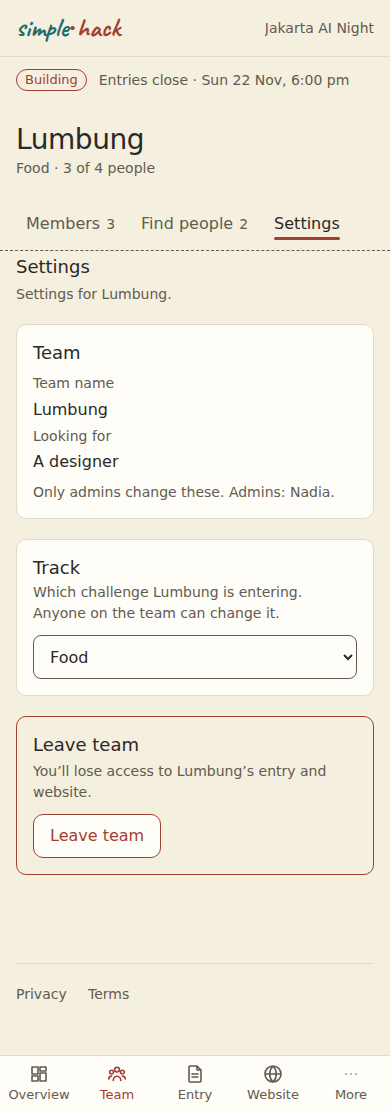 simple·hack
Jakarta AI Night
Building
Entries close · Sun 22 Nov, 6:00 pm
Lumbung
Food · 3 of 4 people
Members 3
Find people 2
Settings
Settings
Settings for Lumbung.
Team
Team name
Lumbung
Looking for
A designer
Only admins change these. Admins: Nadia.
Track
Which challenge Lumbung is entering.
Anyone on the team can change it.
Food
Leave team
You’ll lose access to Lumbung’s entry and
website.
Leave team
Privacy
Terms
Overview
Team
Entry
Website
More